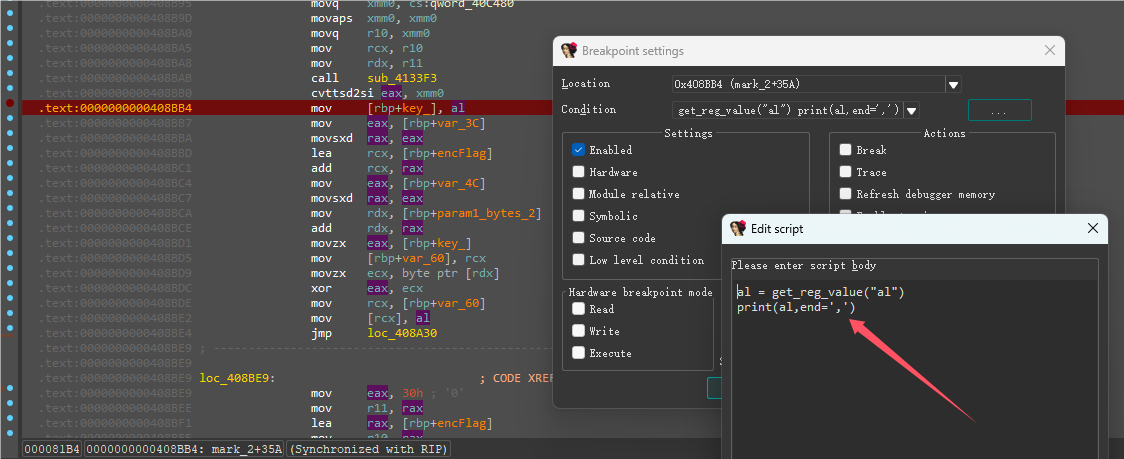 .text:0000000000408B95 movq xmm0, cs:qword_40C480
.text:0000000000408B9D movaps xmm0, xmm0
.text:0000000000408BA0 movq r10, xmm0
.text:0000000000408BA5 mov rcx, r10
.text:0000000000408BA8 mov rdx, r11
.text:0000000000408BAB call sub_4133F3
.text:0000000000408BB0 cvttsd2si eax, xmm0
.text:0000000000408BB4 mov [rbp+key_], al
.text:0000000000408BB7 mov eax, [rbp+var_3C]
.text:0000000000408BBA movsxd rax, eax
.text:0000000000408BBD lea rcx, [rbp+encFlag]
.text:0000000000408BC1 add rcx, rax
.text:0000000000408BC4 mov eax, [rbp+var_4C]
.text:0000000000408BC7 movsxd rax, eax
.text:0000000000408BCA mov rdx, [rbp+param1_bytes_2]
.text:0000000000408BCE add rdx, rax
.text:0000000000408BD1 movzx eax, [rbp+key_]
.text:0000000000408BD5 mov [rbp+var_60], rcx
.text:0000000000408BD9 movzx ecx, byte ptr [rdx]
.text:0000000000408BDC xor eax, ecx
.text:0000000000408BDE mov rcx, [rbp+var_60]
.text:0000000000408BE2 mov [rcx], al
.text:0000000000408BE4 jmp loc_408A30
.text:0000000000408BE9 ; ---------------------------------------------------------------------------
.text:0000000000408BE9
.text:0000000000408BE9 loc_408BE9: ; CODE XREF
.text:0000000000408BE9 mov eax, 30h ; '0'
.text:0000000000408BEE mov r11, rax
.text:0000000000408BF1 lea rax, [rbp+encFlag]
000081B4 0000000000408BB4: mark_2+35A (Synchronized with RIP)
Breakpoint settings
Location 0x408BB4 (mark_2+35A)
Condition get_reg_value("al") print(al,end=',') ...
Settings
Enabled
Hardware
Module relative
Symbolic
Source code
Low level condition
Hardware breakpoint mode
Read
Write
Execute
Actions
Break
Trace
Refresh debugger memory
Edit script
Please enter script body
al = get_reg_value("al")
print(al,end=',')